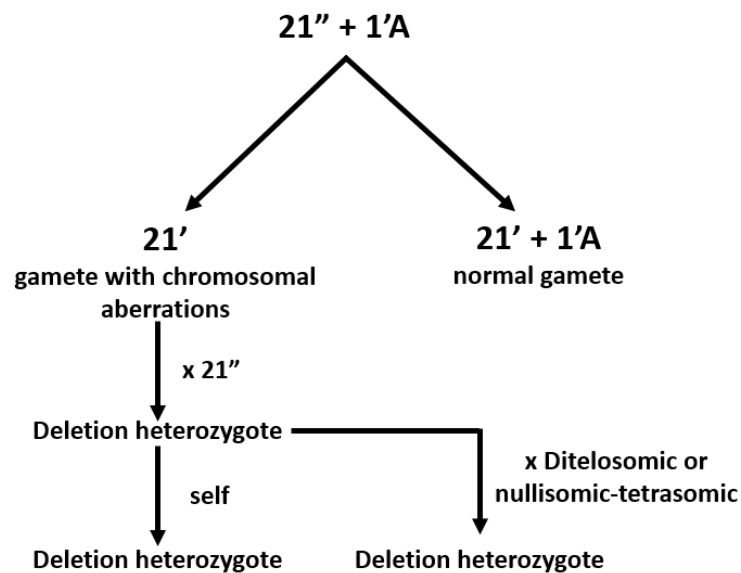 21” + 1’A
21’
gamete with chromosomal
aberrations
21’ + 1’A
normal gamete
x 21”
Deletion heterozygote
x Ditelosomic or
nullisomic-tetrasomic
self
Deletion heterozygote
Deletion heterozygote